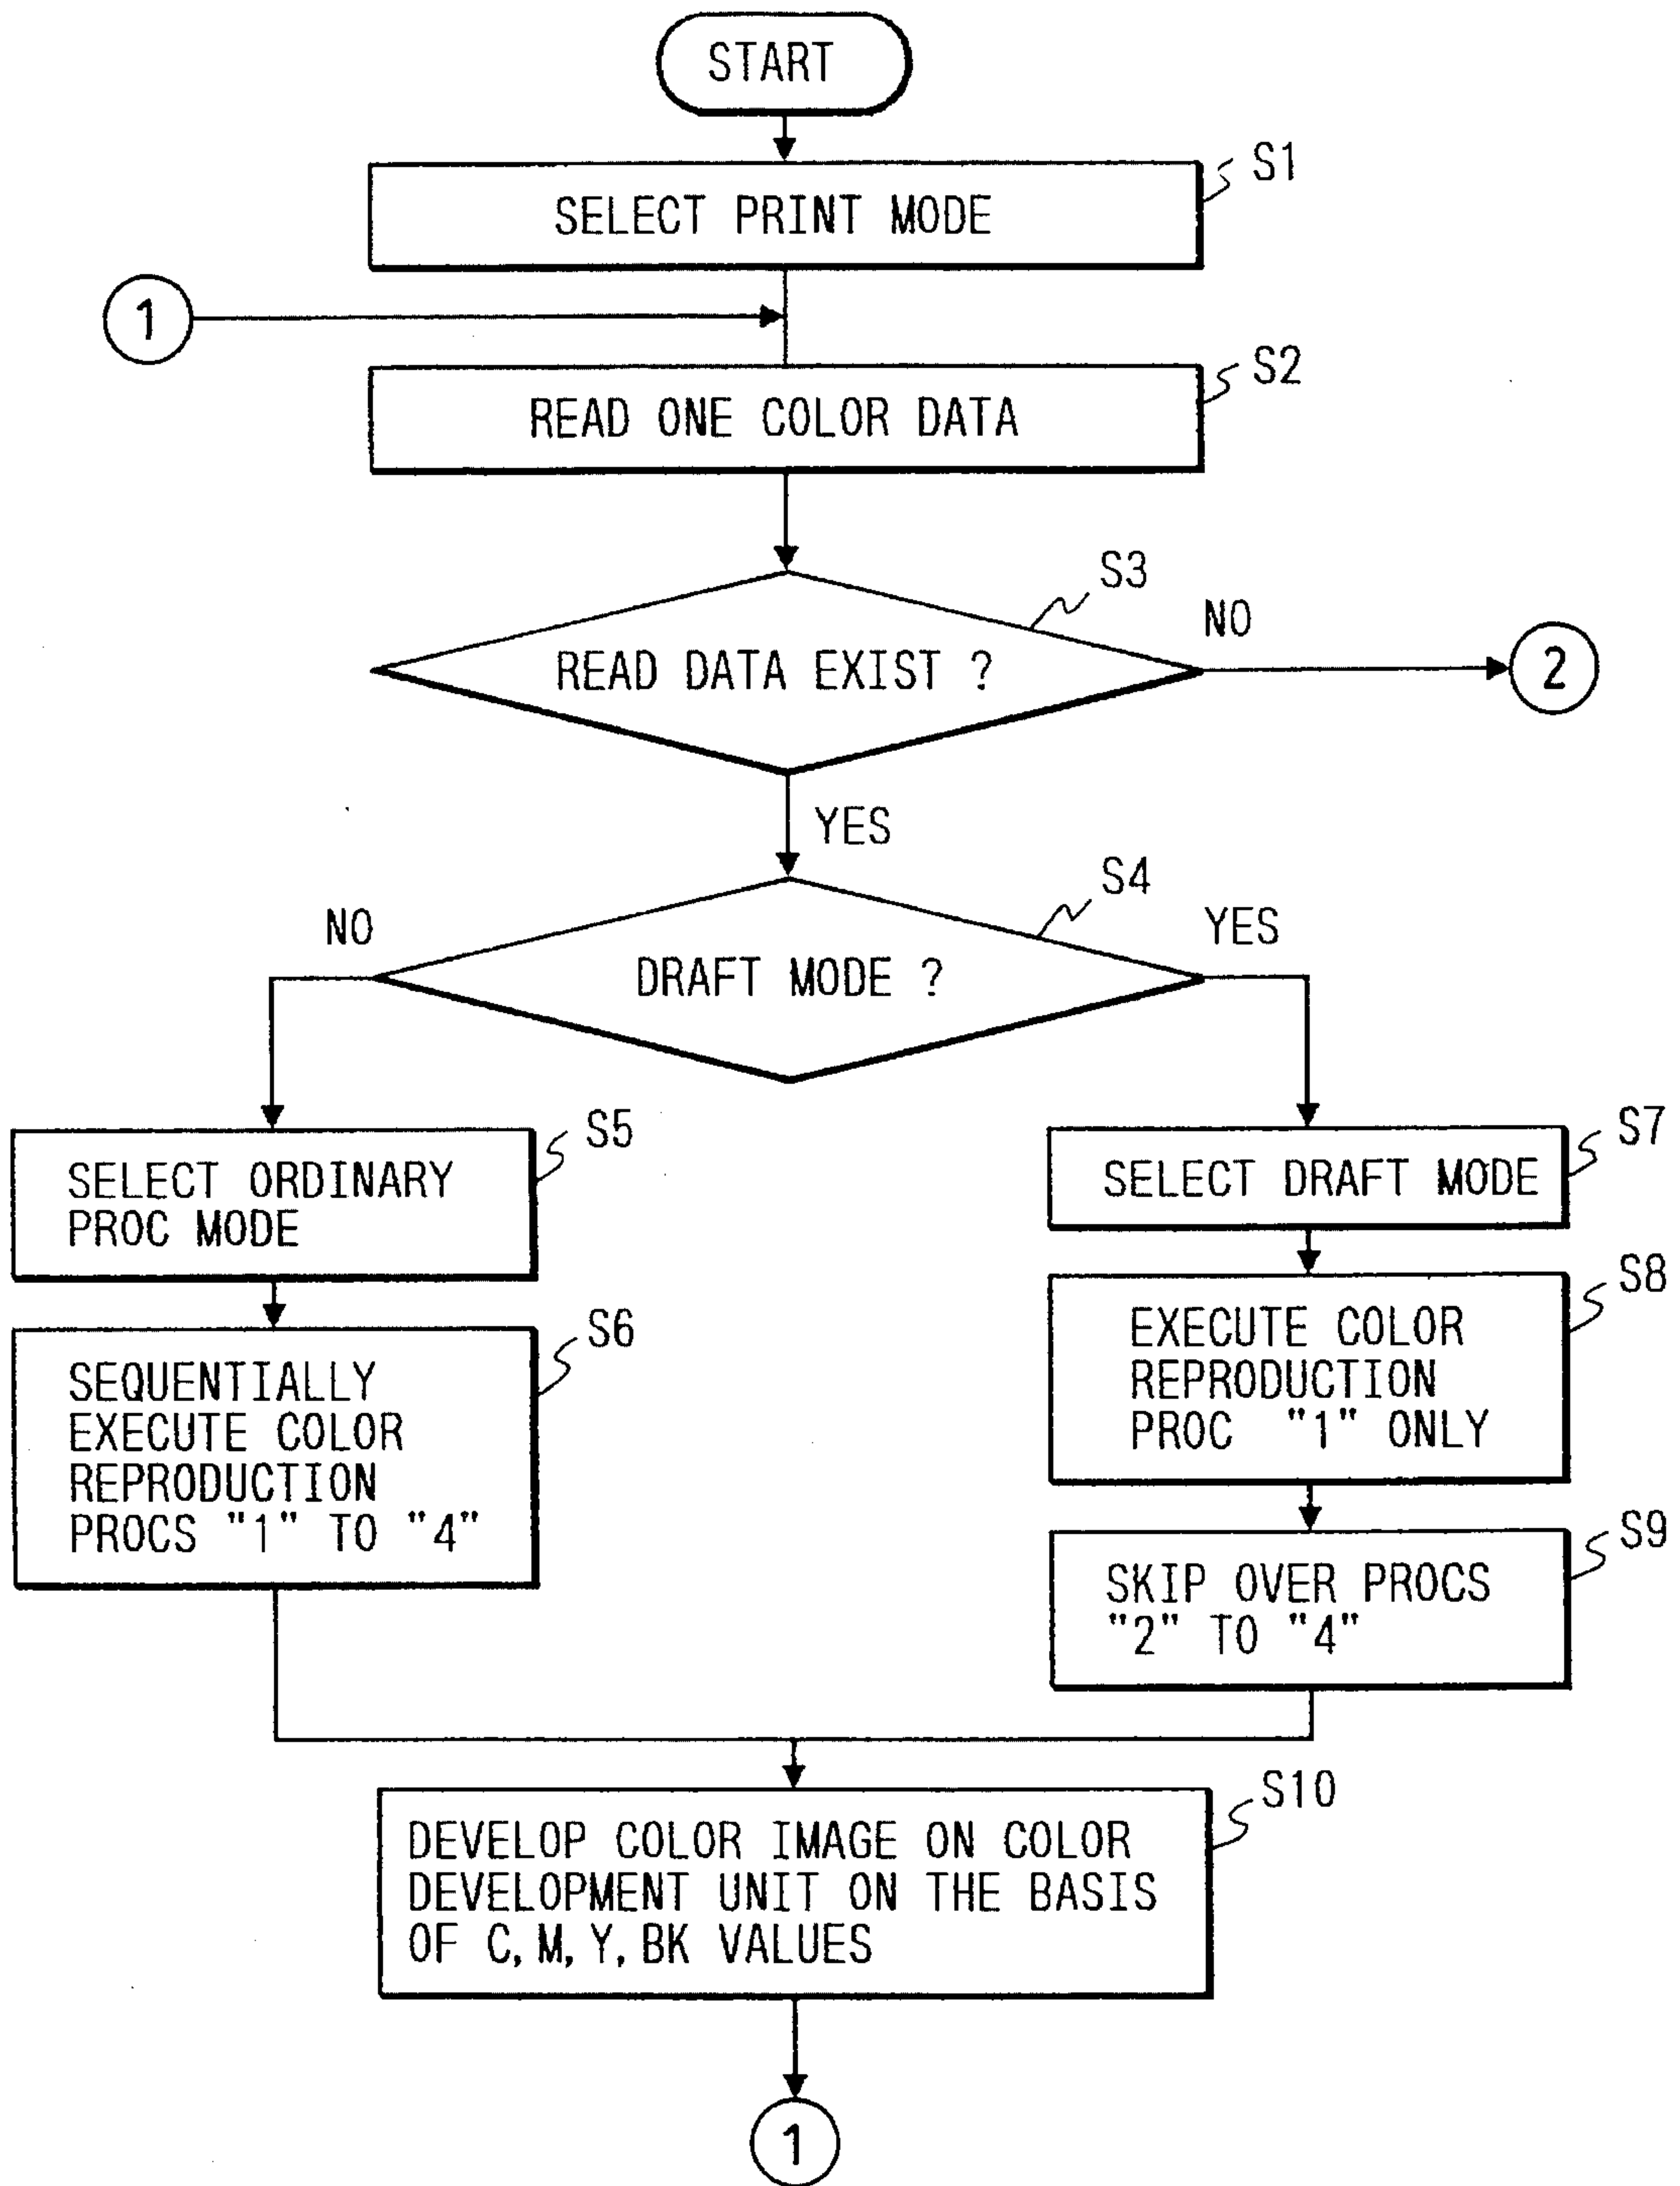 START
S1
SELECT PRINT MODE
1
S2
READ ONE COLOR DATA
S3
NO
READ DATA EXIST ?
2
YES
S4
NO
YES
DRAFT MODE ?
S5
SELECT ORDINARY
PROC MODE
S7
SELECT DRAFT MODE
S6
SEQUENTIALLY
EXECUTE COLOR
REPRODUCTION
PROCS "1" TO "4"
S8
EXECUTE COLOR
REPRODUCTION
PROC "1" ONLY
S9
SKIP OVER PROCS
"2" TO "4"
S10
DEVELOP COLOR IMAGE ON COLOR
DEVELOPMENT UNIT ON THE BASIS
OF C, M, Y, BK VALUES
1